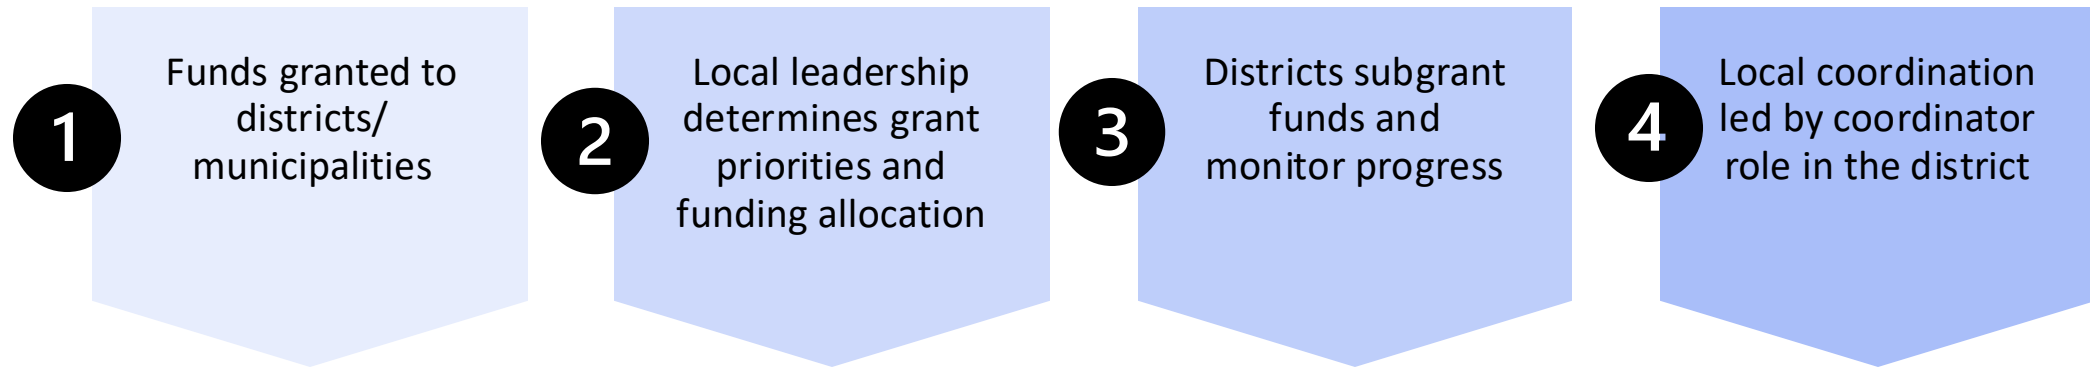 1
Funds granted to
districts/
municipalities
2
Local leadership
determines grant
priorities and
funding allocation
3
Districts subgrant
funds and
monitor progress
4
Local coordination
led by coordinator
role in the district